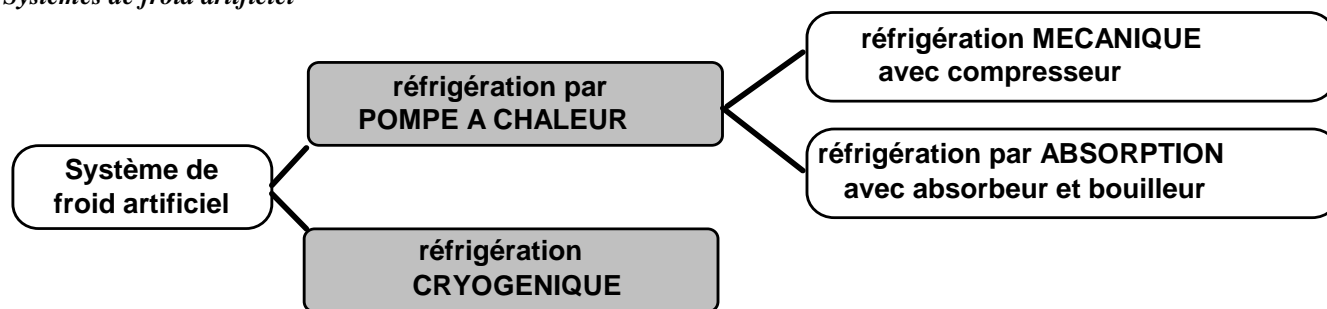 Systèmes de froid artificiel
réfrigération MECANIQUE
avec compresseur
réfrigération par
POMPE A CHALEUR
réfrigération par ABSORPTION
avec absorbeur et bouilleur
Système de
froid artificiel
réfrigération
CRYOGENIQUE